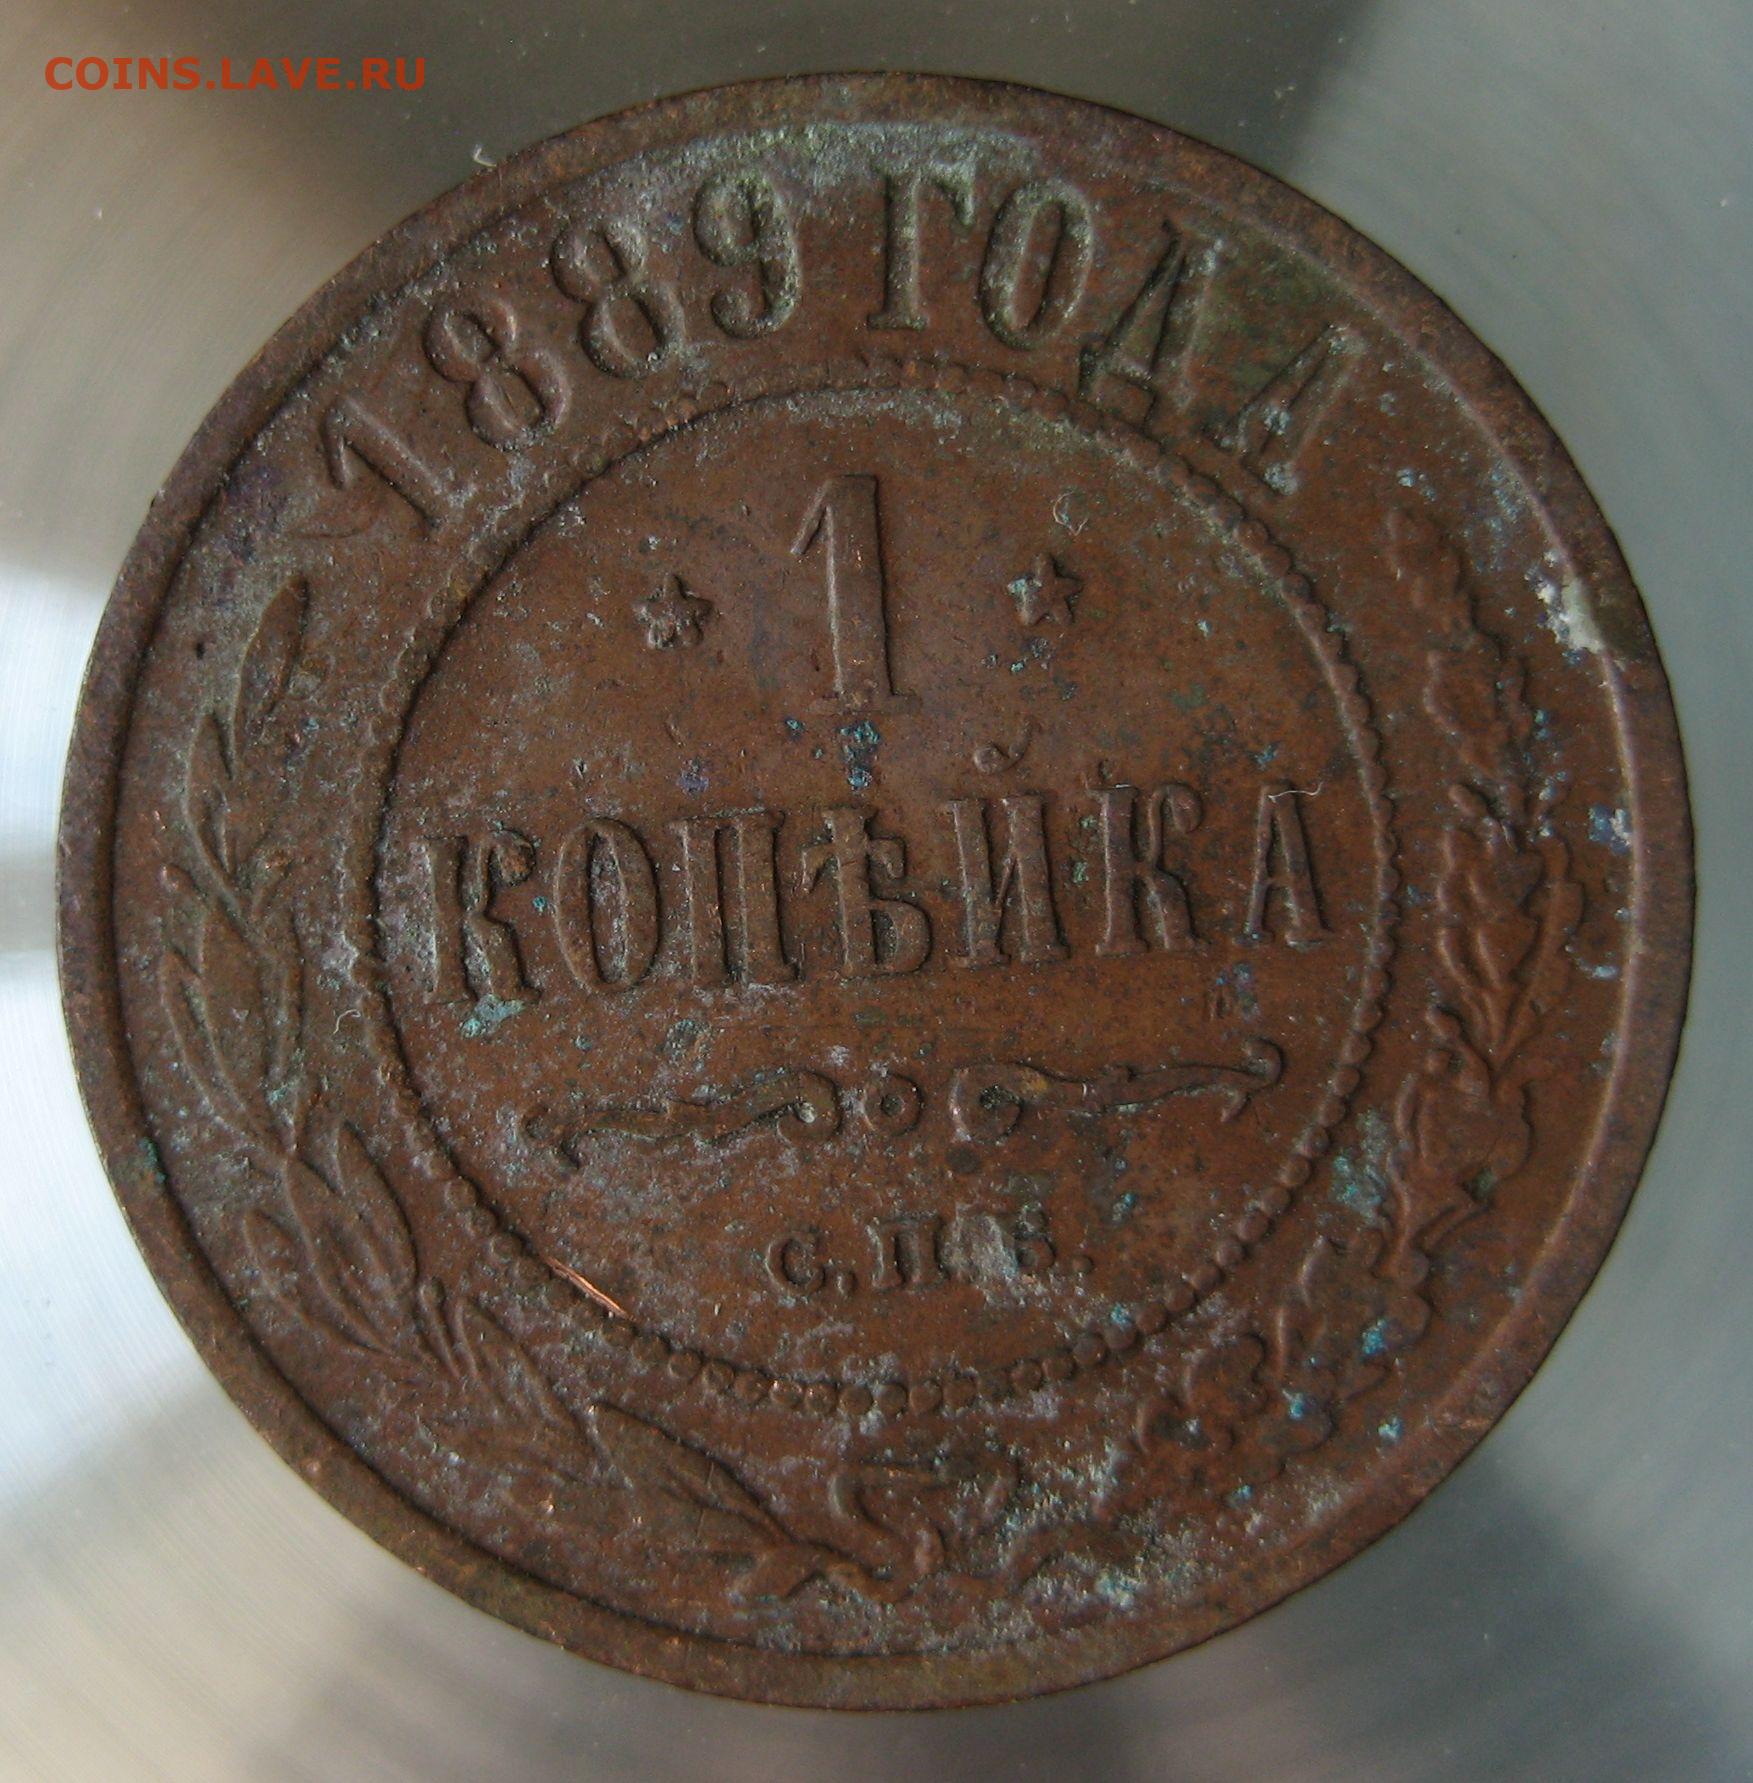 COINS.LAVE.RU
1889 ГОДА
1
КОПѢЙКА
С.П.Б.